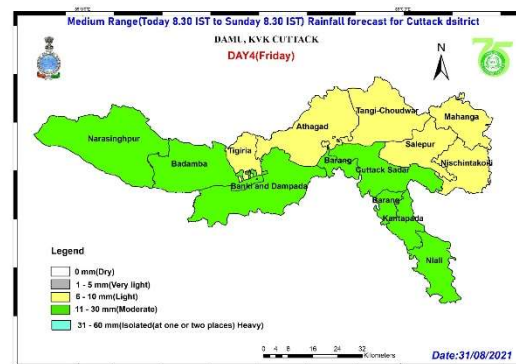 Medium Range(Today 8.30 IST to Sunday 8.30 IST) Rainfall forecast for Cuttack dsitrict
DAMU, KVK CUTTACK
DAY4(Friday)
N
75
Tangi-Choudwar
Mahanga
Athagad
Narasinghpur
Salepur
Tigiria
Badamba
Barang
Nischintakoili
Cuttack Sadar
Banki and Dampada
Barang
Kantapada
Niali
Legend
0 mm(Dry)
1 - 5 mm(Very light)
6 - 10 mm(Light)
11 - 30 mm(Moderate)
31 - 60 mm(Isolated(at one or two places) Heavy)
0 4 8 16 24 32
Kilometers
Date:31/08/2021